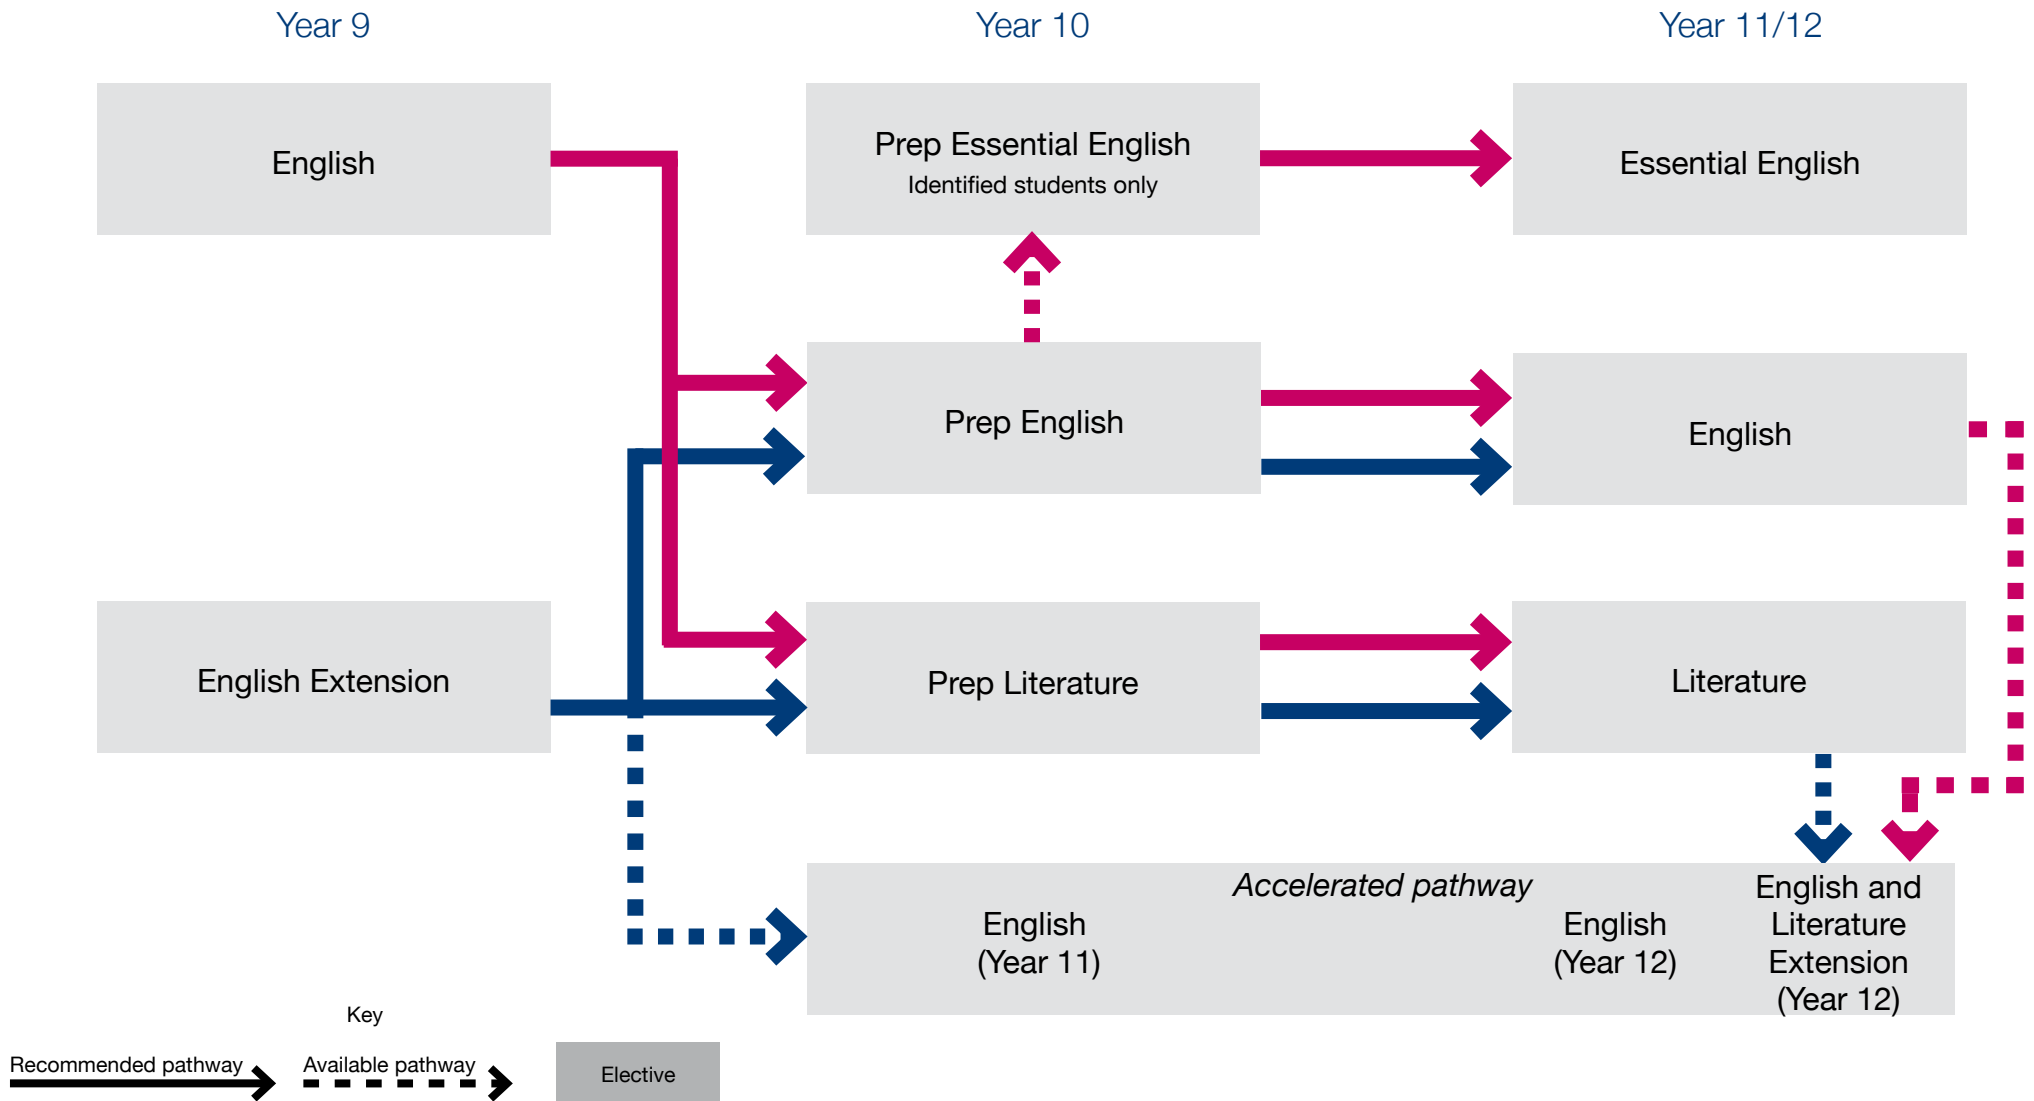 Year 9
Year 10
Year 11/12
English
Prep Essential English
Identified students only
Essential English
Prep English
English
English Extension
Prep Literature
Literature
Accelerated pathway
English
(Year 11)
English
(Year 12)
English and
Literature
Extension
(Year 12)
Key
Recommended pathway
Available pathway
Elective